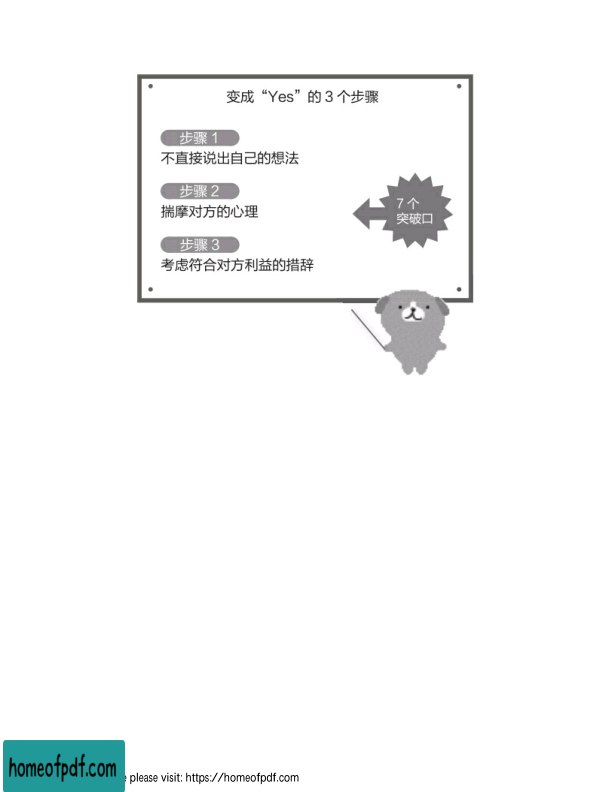 变成“Yes”的 3 个步骤
步骤 1
不直接说出自己的想法
步骤 2
揣摩对方的心理
7 个
突破口
步骤 3
考虑符合对方利益的措辞
homeofpdf.com
please visit: https://homeofpdf.com